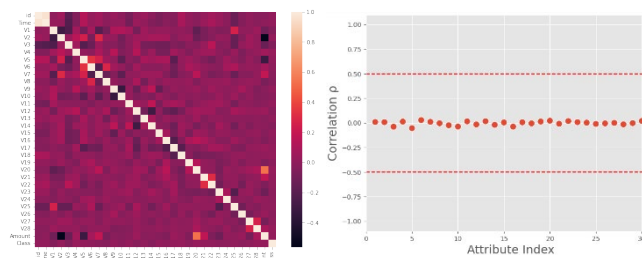 id
Time
V1
V2
V3
V4
V5
V6
V7
V8
V9
V10
V11
V12
V13
V14
V15
V16
V17
V18
V19
V20
V21
V22
V23
V24
V25
V26
V27
V28
Amount
Class
1.0
0.8
0.6
0.4
0.2
0.0
-0.2
-0.4
Correlation ρ
1.00
0.75
0.50
0.25
0.00
−0.25
−0.50
−0.75
−1.00
0 5 10 15 20 25 30
Attribute Index